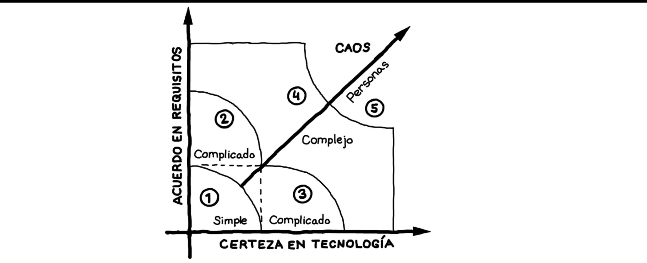 CAOS
Personas
4
5
2
Complejo
Complicado
1
3
Simple
Complicado
ACUERDO EN REQUISITOS
CERTEZA EN TECNOLOGÍA